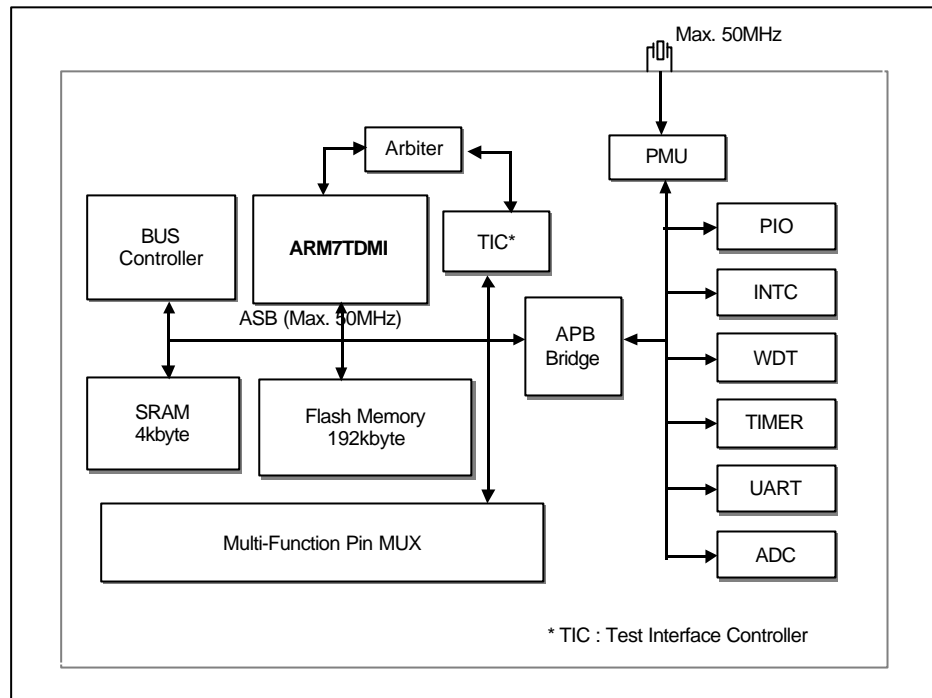 Max. 50MHz
Arbiter
PMU
BUS
Controller
ARM7TDMI
TIC*
PIO
INTC
ASB (Max. 50MHz)
APB
Bridge
WDT
SRAM
4kbyte
Flash Memory
192kbyte
TIMER
UART
Multi-Function Pin MUX
ADC
* TIC : Test Interface Controller